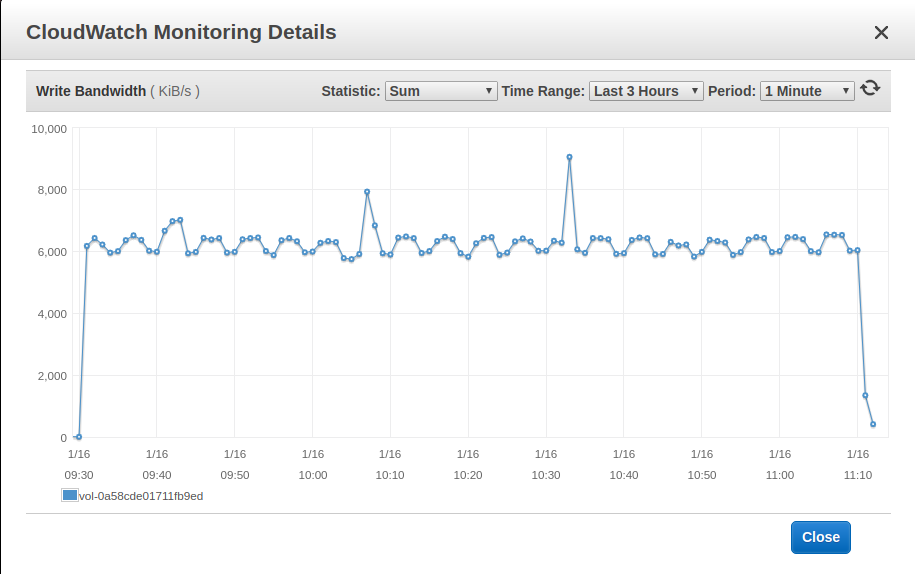 CloudWatch Monitoring Details
Write Bandwidth ( KiB/s ) Statistic: Sum Time Range: Last 3 Hours Period: 1 Minute
10,000
8,000
6,000
4,000
2,000
0
1/16 1/16 1/16 1/16 1/16 1/16 1/16 1/16 1/16 1/16 1/16
09:30 09:40 09:50 10:00 10:10 10:20 10:30 10:40 10:50 11:00 11:10
vol-0a58cde01711fb9ed
Close